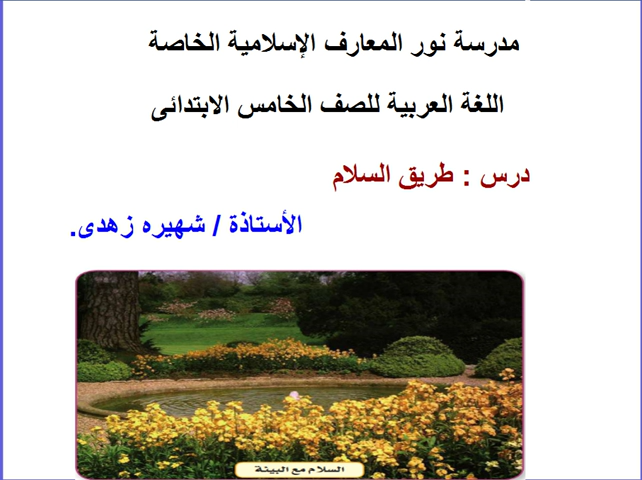 مدرسة نور المعارف الإسلامية الخاصة
اللغة العربية للصف الخامس الابتدائى
درس : طريق السلام
الأستاذة / شهيره زهدى.
السلام مع البيئة